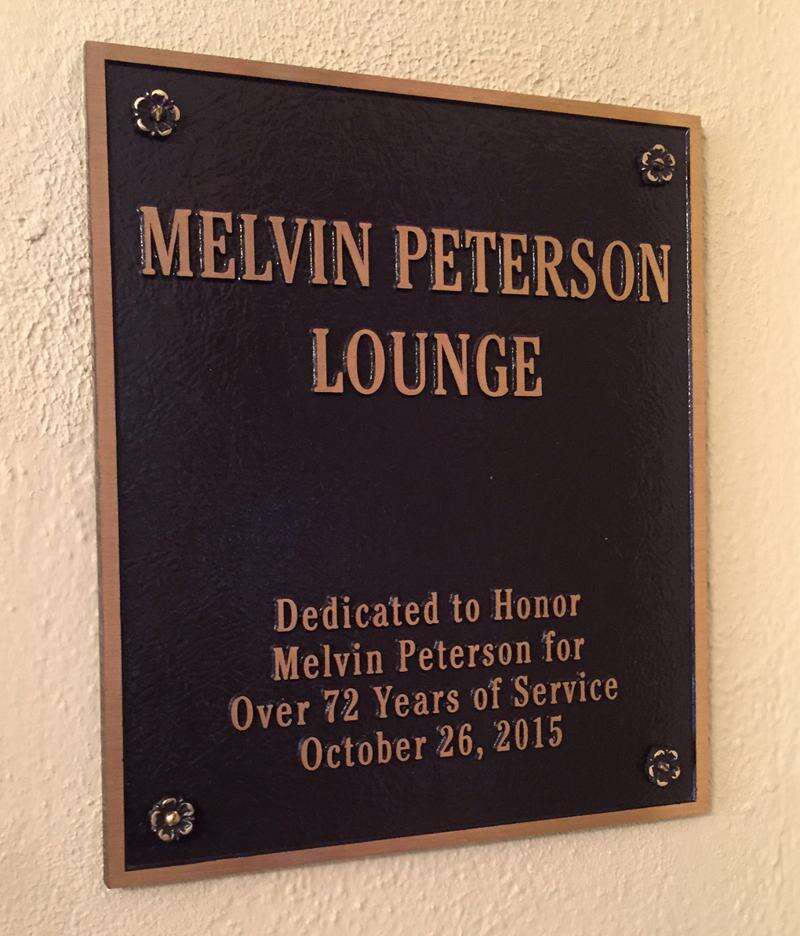 MELVIN PETERSON
LOUNGE
Dedicated to Honor
Melvin Peterson for
Over 72 Years of Service
October 26, 2015